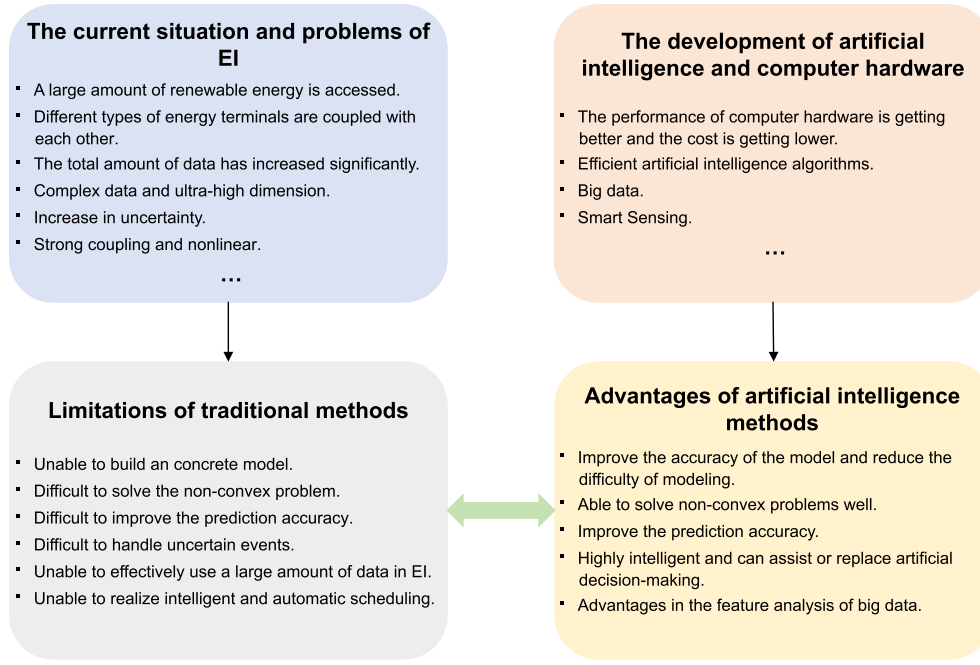 The current situation and problems of
EI
▪ A large amount of renewable energy is accessed.
▪ Different types of energy terminals are coupled with
each other.
▪ The total amount of data has increased significantly.
▪ Complex data and ultra-high dimension.
▪ Increase in uncertainty.
▪ Strong coupling and nonlinear.
...
The development of artificial
intelligence and computer hardware
▪ The performance of computer hardware is getting
better and the cost is getting lower.
▪ Efficient artificial intelligence algorithms.
▪ Big data.
▪ Smart Sensing.
...
Limitations of traditional methods
▪ Unable to build an concrete model.
▪ Difficult to solve the non-convex problem.
▪ Difficult to improve the prediction accuracy.
▪ Difficult to handle uncertain events.
▪ Unable to effectively use a large amount of data in EI.
▪ Unable to realize intelligent and automatic scheduling.
Advantages of artificial intelligence
methods
▪ Improve the accuracy of the model and reduce the
difficulty of modeling.
▪ Able to solve non-convex problems well.
▪ Improve the prediction accuracy.
▪ Highly intelligent and can assist or replace artificial
decision-making.
▪ Advantages in the feature analysis of big data.